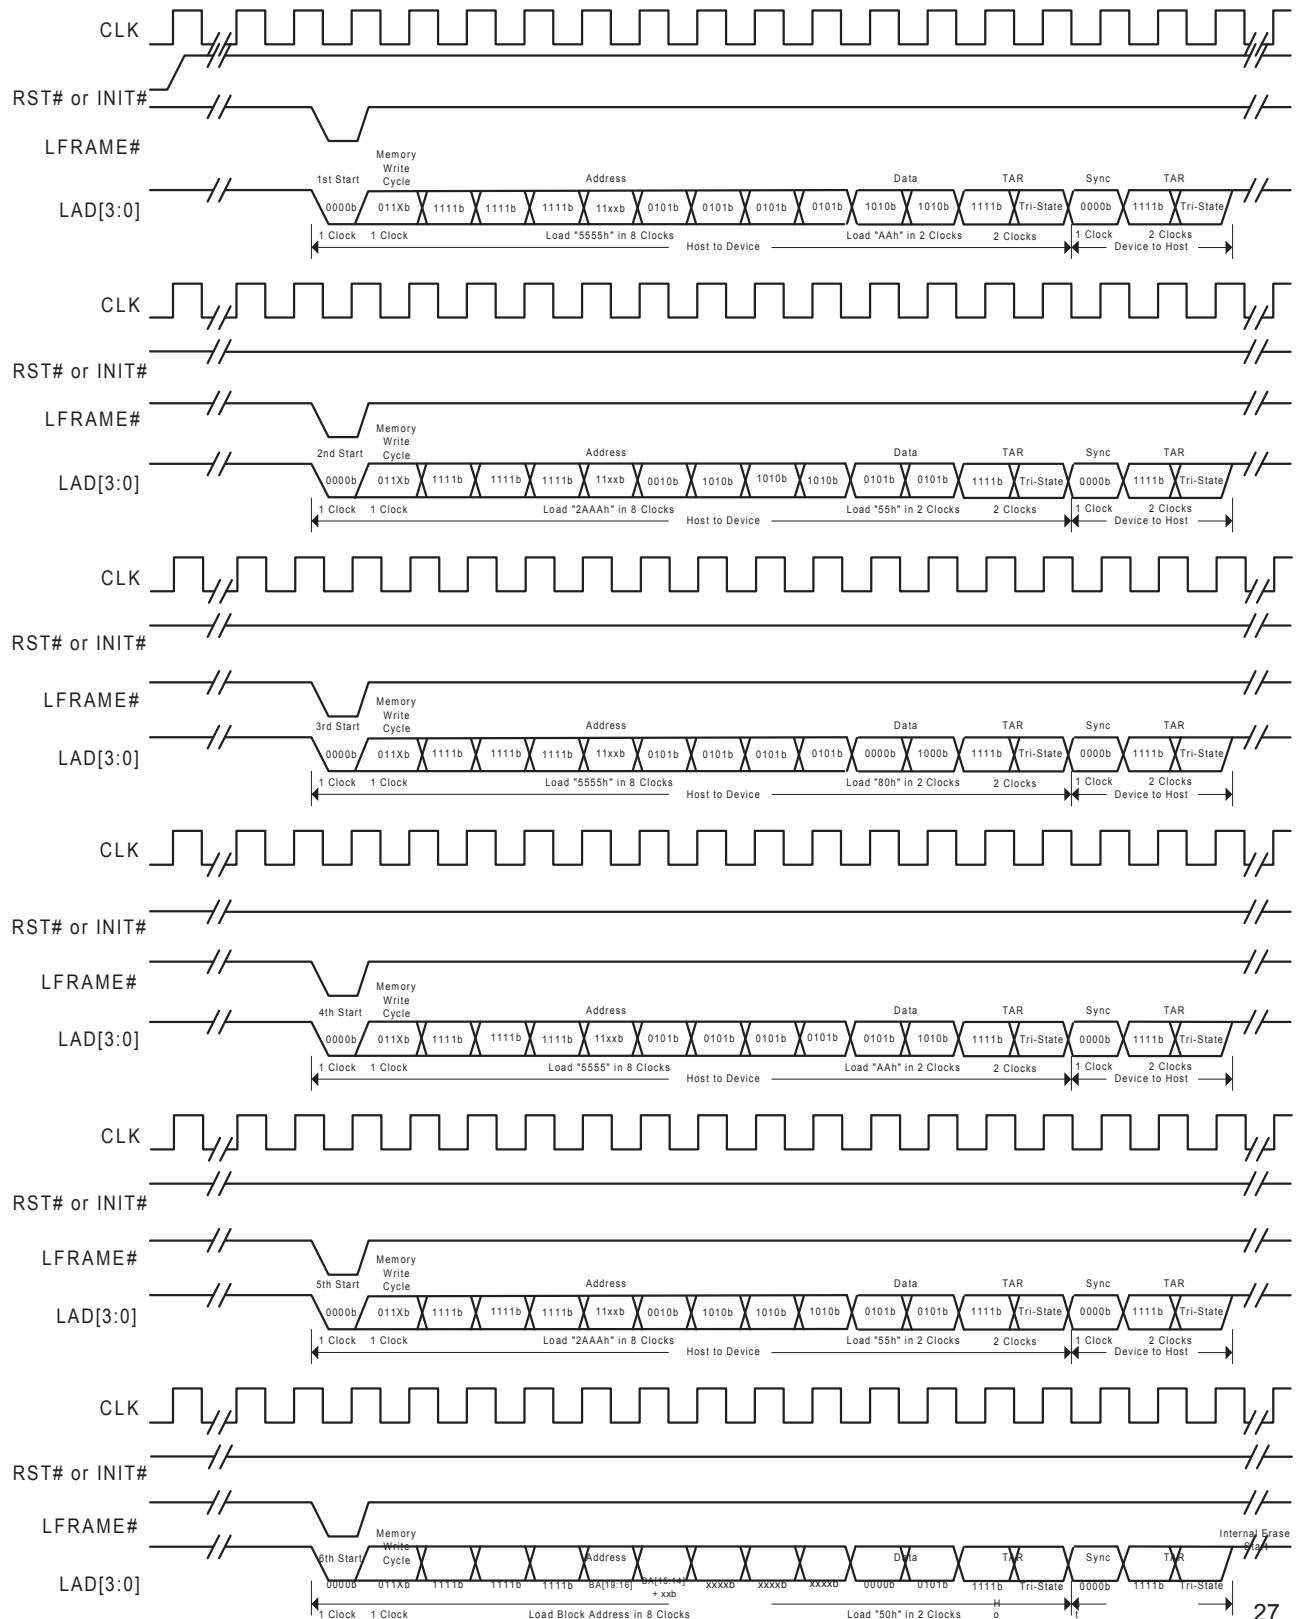 CLK
RST# or INIT#
LFRAME#
Memory
Write
Cycle
1st Start Address Data TAR Sync TAR
LAD[3:0] 0000b 011Xb 1111b 1111b 1111b 11xxb 0101b 0101b 0101b 0101b 1010b 1010b 1111b Tri-State 0000b 1111b Tri-State
1 Clock 1 Clock Load "5555h" in 8 Clocks Load "AAh" in 2 Clocks 2 Clocks 1 Clock 2 Clocks
Host to Device Device to Host
CLK
RST# or INIT#
LFRAME#
Memory
Write
Cycle
2nd Start Address Data TAR Sync TAR
LAD[3:0] 0000b 011Xb 1111b 1111b 1111b 11xxb 0010b 1010b 1010b 1010b 0101b 0101b 1111b Tri-State 0000b 1111b Tri-State
1 Clock 1 Clock Load "2AAAh" in 8 Clocks Load "55h" in 2 Clocks 2 Clocks 1 Clock 2 Clocks
Host to Device Device to Host
CLK
RST# or INIT#
LFRAME#
Memory
Write
Cycle
3rd Start Address Data TAR Sync TAR
LAD[3:0] 0000b 011Xb 1111b 1111b 1111b 11xxb 0101b 0101b 0101b 0101b 0000b 1000b 1111b Tri-State 0000b 1111b Tri-State
1 Clock 1 Clock Load "5555h" in 8 Clocks Load "80h" in 2 Clocks 2 Clocks 1 Clock 2 Clocks
Host to Device Device to Host
CLK
RST# or INIT#
LFRAME#
Memory
Write
Cycle
4th Start Address Data TAR Sync TAR
LAD[3:0] 0000b 011Xb 1111b 1111b 1111b 11xxb 0101b 0101b 0101b 0101b 0101b 1010b 1111b Tri-State 0000b 1111b Tri-State
1 Clock 1 Clock Load "5555" in 8 Clocks Load "AAh" in 2 Clocks 2 Clocks 1 Clock 2 Clocks
Host to Device Device to Host
CLK
RST# or INIT#
LFRAME#
Memory
Write
Cycle
5th Start Address Data TAR Sync TAR
LAD[3:0] 0000b 011Xb 1111b 1111b 1111b 11xxb 0010b 1010b 1010b 1010b 0101b 0101b 1111b Tri-State 0000b 1111b Tri-State
1 Clock 1 Clock Load "2AAAh" in 8 Clocks Load "55h" in 2 Clocks 2 Clocks 1 Clock 2 Clocks
Host to Device Device to Host
CLK
RST# or INIT#
LFRAME#
Memory
Write
Cycle
Internal Erase
Start
6th Start Address Data TAR Sync TAR
LAD[3:0] 0000b 011Xb 1111b 1111b 1111b BA[19:16] BA[15:14] xxxxb xxxxb xxxxb 0000b 0101b 1111b Tri-State 0000b 1111b Tri-State
+ xxb
1 Clock 1 Clock Load Block Address in 8 Clocks Load "50h" in 2 Clocks
H
o
t
27